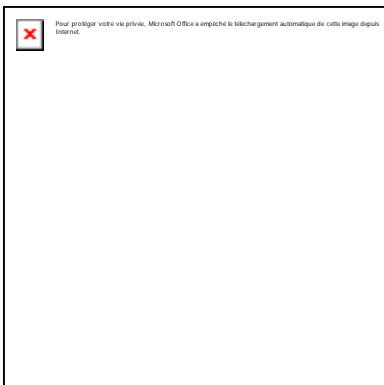 Pour protéger votre vie privée, Microsoft Office a empêché le téléchargement automatique de cette image depuis
Internet.